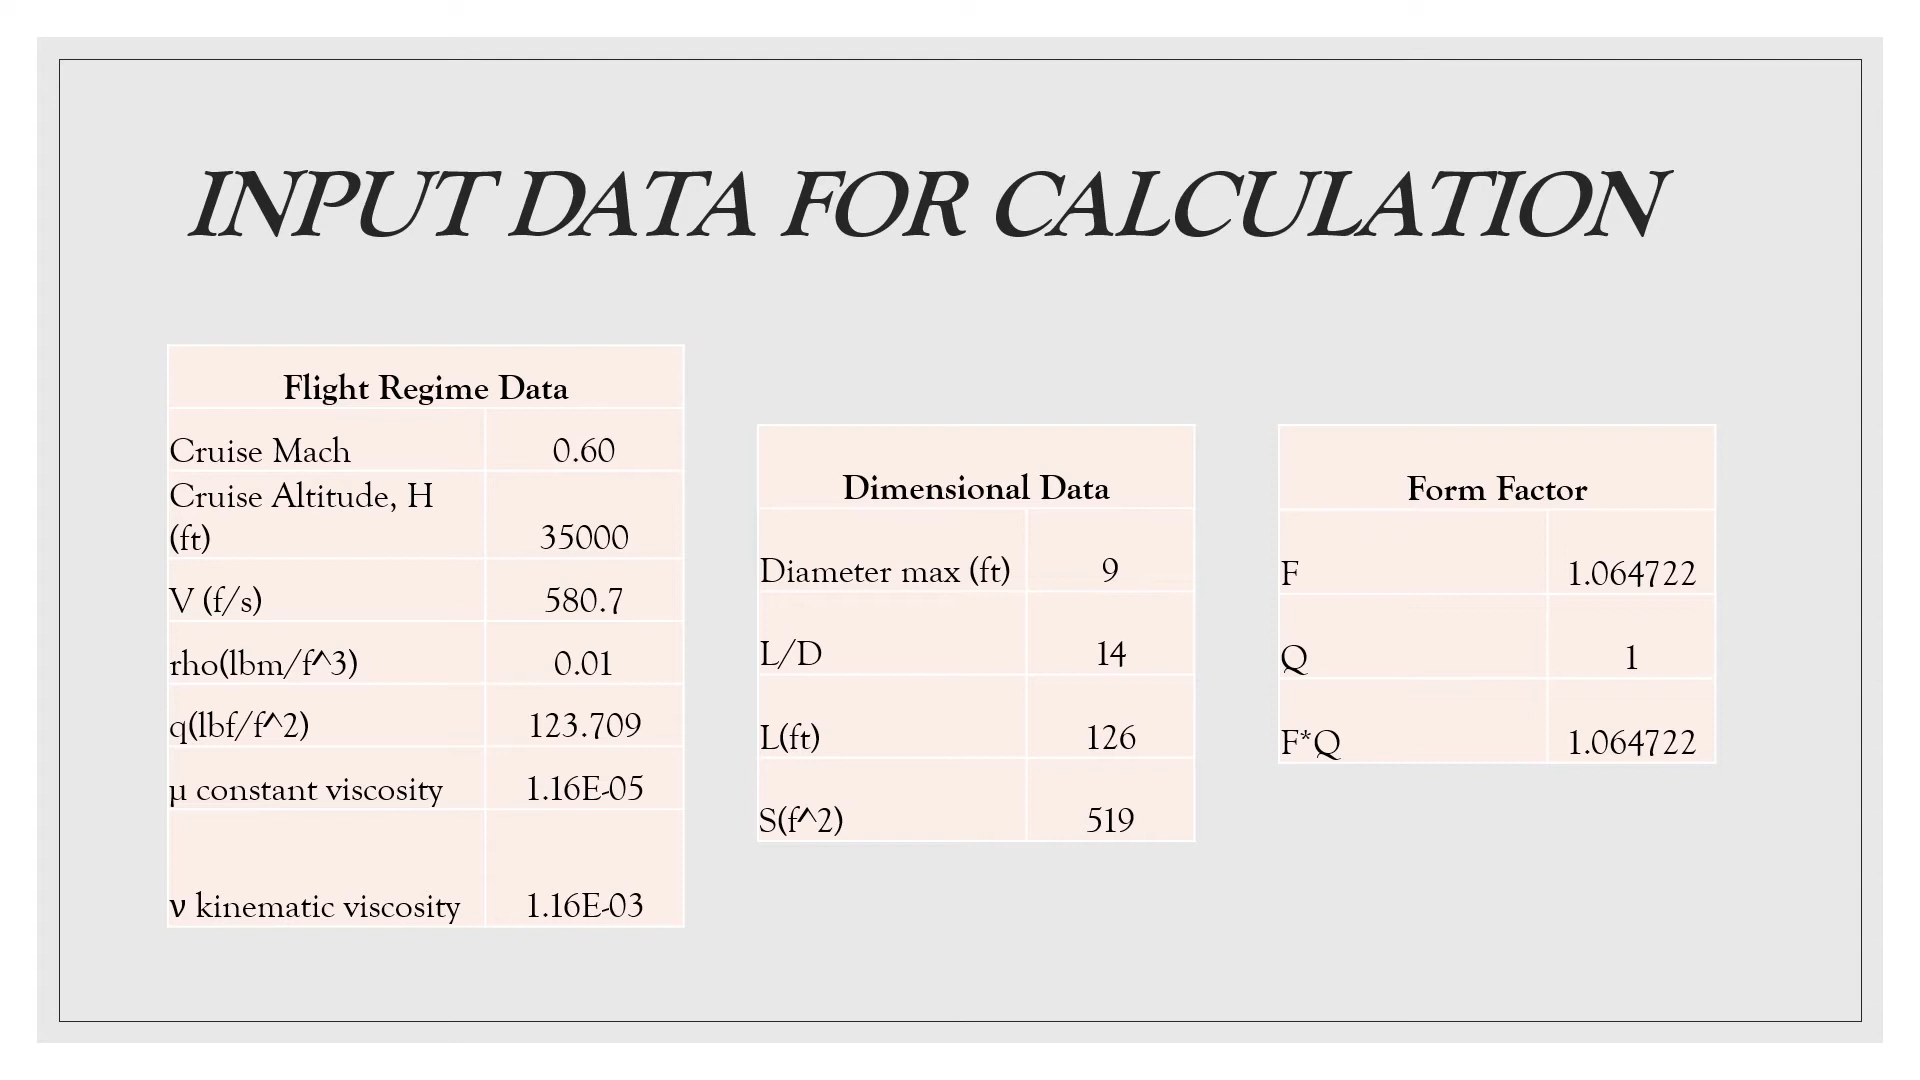 INPUT DATA FOR CALCULATION
Flight Regime Data
Cruise Mach 0.60
Cruise Altitude, H
(ft) 35000
V (f/s) 580.7
rho(lbm/f^3) 0.01
q(lbf/f^2) 123.709
μ constant viscosity 1.16E-05
ν kinematic viscosity 1.16E-03
Dimensional Data
Diameter max (ft) 9
L/D 14
L(ft) 126
S(f^2) 519
Form Factor
F 1.064722
Q 1
F*Q 1.064722